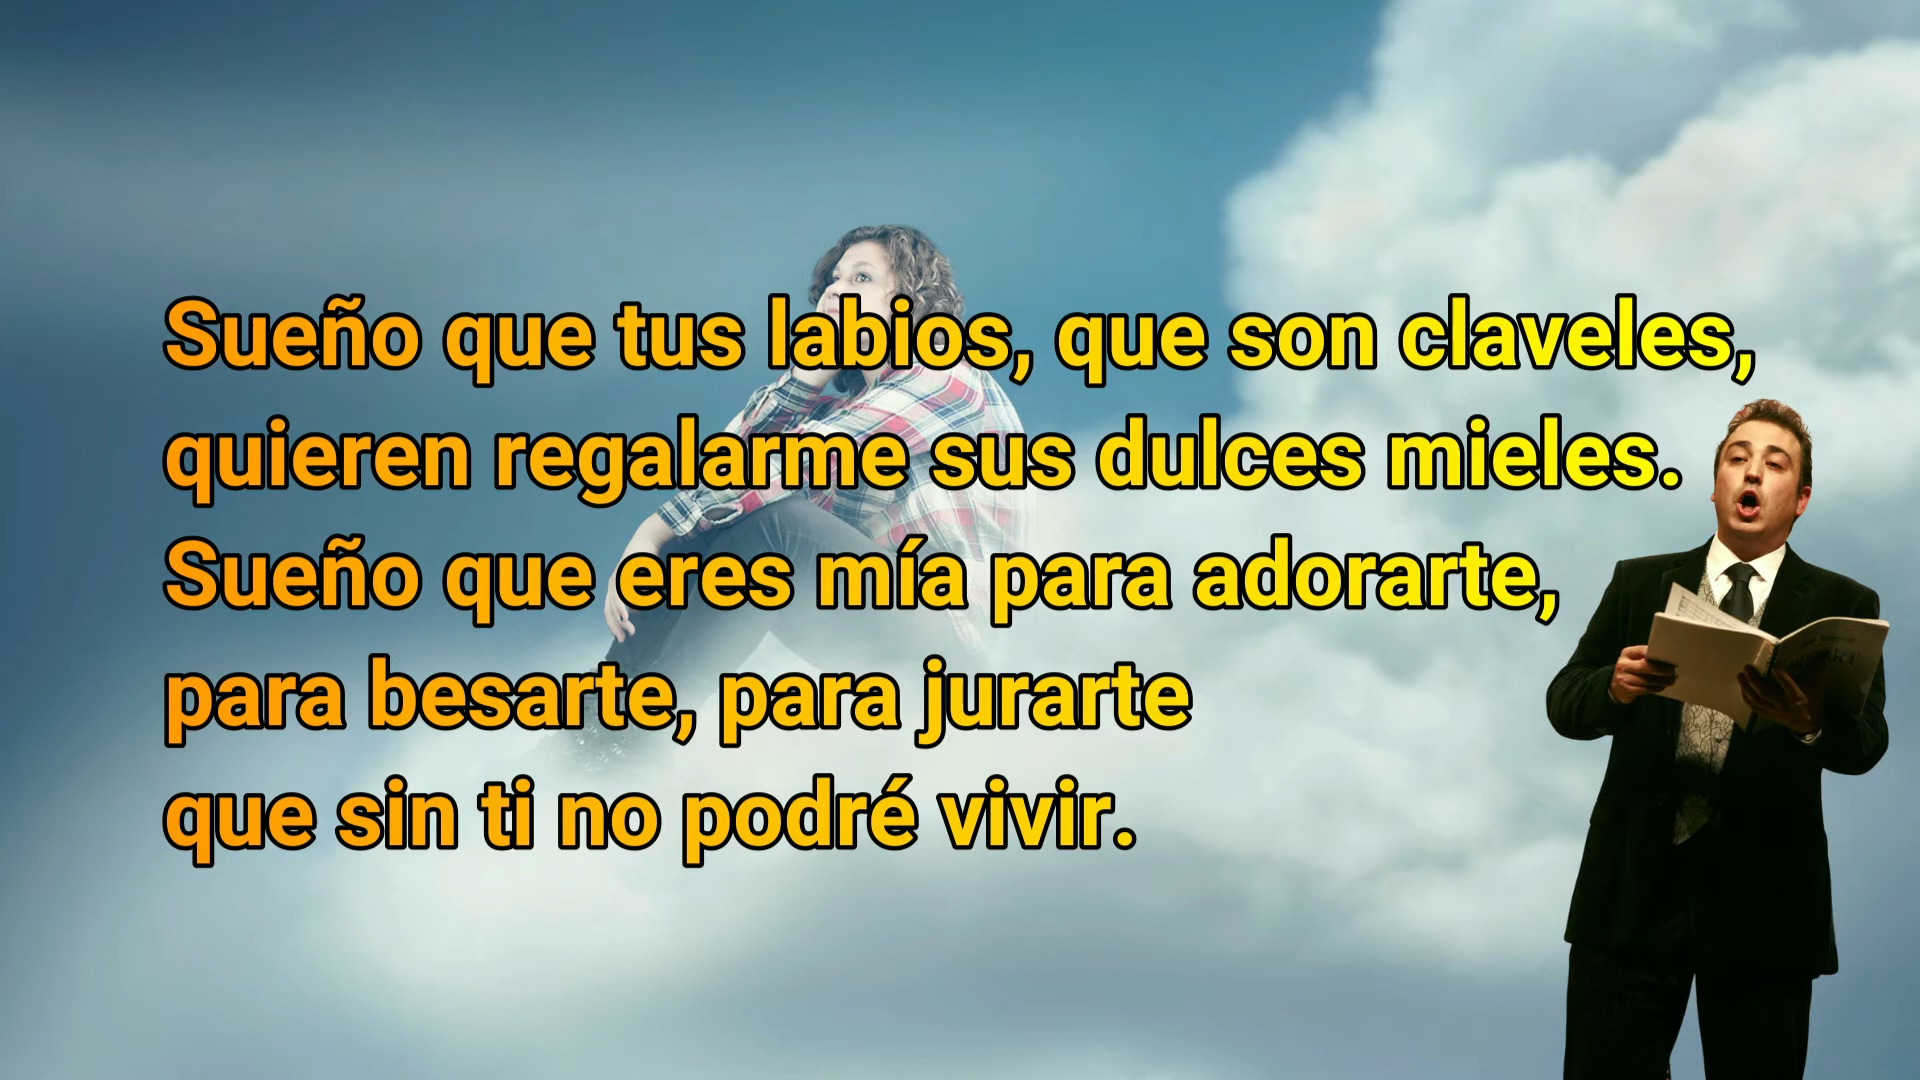 Sueño que tus labios, que son claveles,
quieren regalarme sus dulces mieles.
Sueño que eres mía para adorarte,
para besarte, para jurarte
que sin ti no podré vivir.